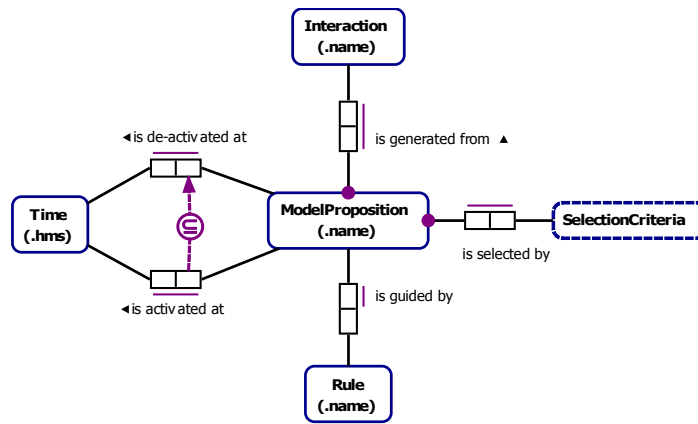 Interaction
(.name)
is generated from ▲
◄is de-activated at
Time
(.hms)
ModelProposition
(.name)
SelectionCriteria
is selected by
◄is activated at
is guided by
Rule
(.name)